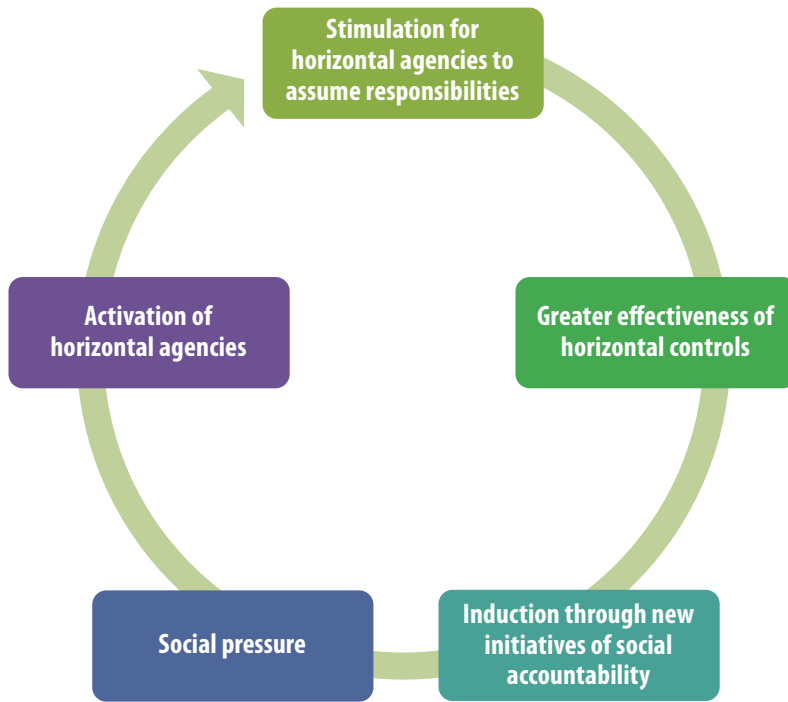 Stimulation for
horizontal agencies to
assume responsibilities
Greater effectiveness of
horizontal controls
Induction through new
initiatives of social
accountability
Social pressure
Activation of
horizontal agencies